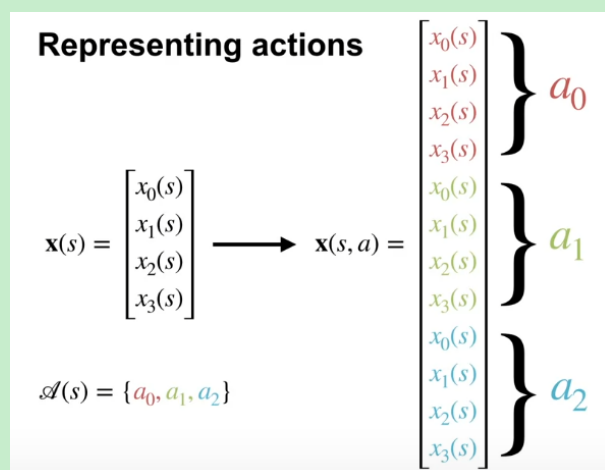 Representing actions
x(s) = [x₀(s) x₁(s) x₂(s) x₃(s)] → x(s, a) = [x₀(s) x₁(s) x₂(s) x₃(s) x₀(s) x₁(s) x₂(s) x₃(s) x₀(s) x₁(s) x₂(s) x₃(s)]
a₀
a₁
a₂
𝒜(s) = {a₀, a₁, a₂}